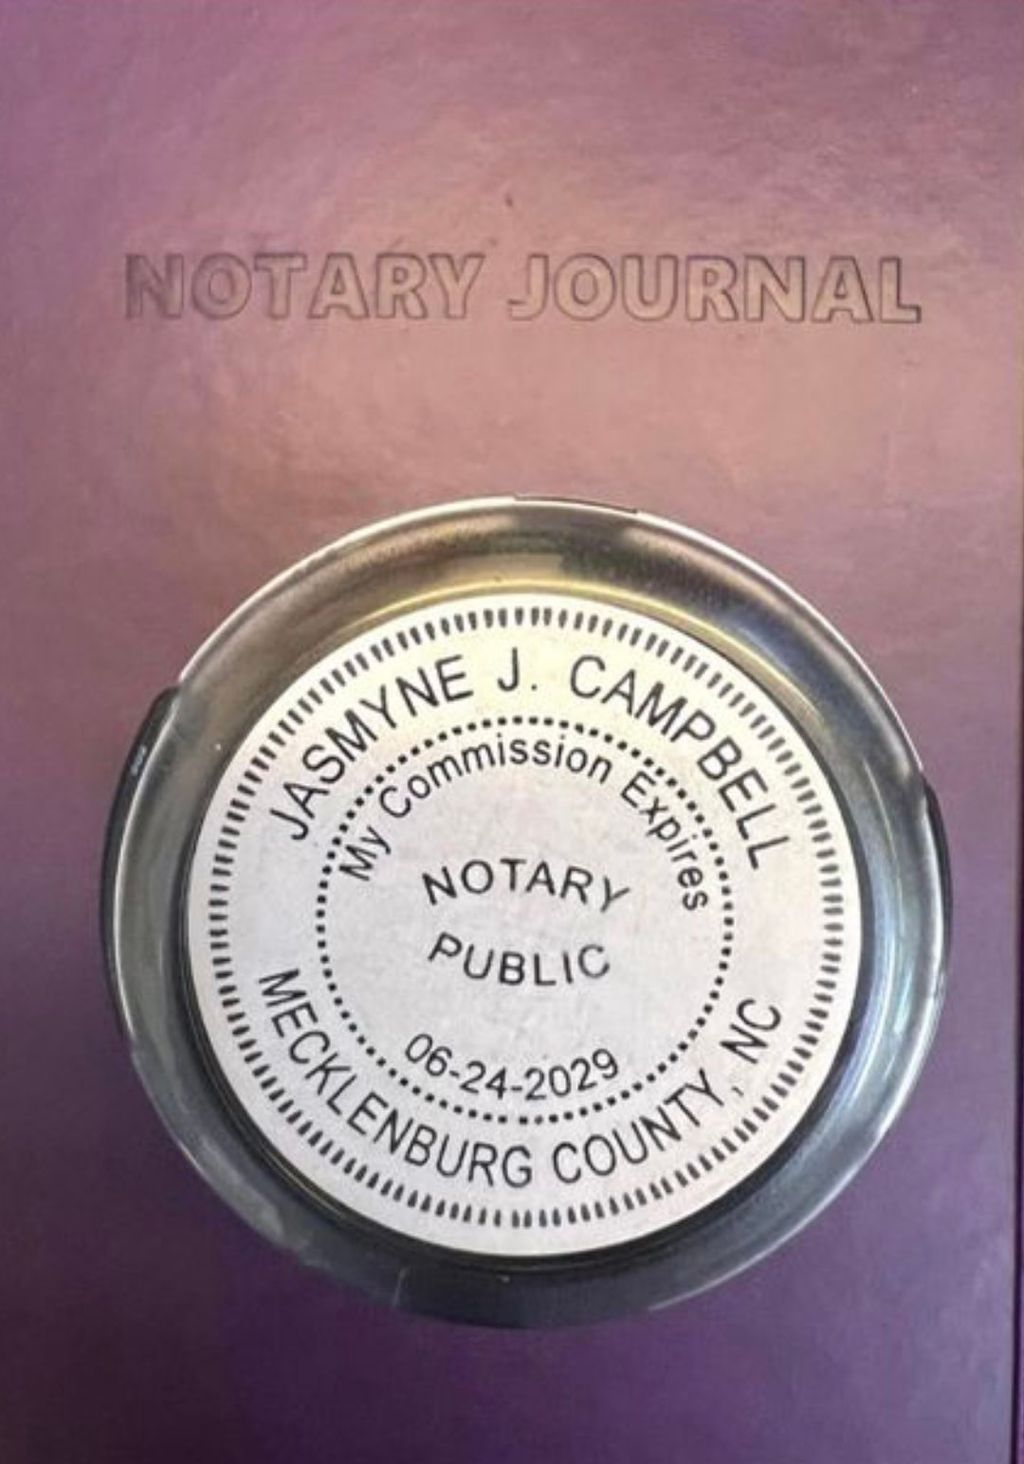 NOTARY JOURNAL
JASMYNE J. CAMPBELL
My Commission Expires
NOTARY
PUBLIC
06-24-2029
MECKLENBURG COUNTY, NC